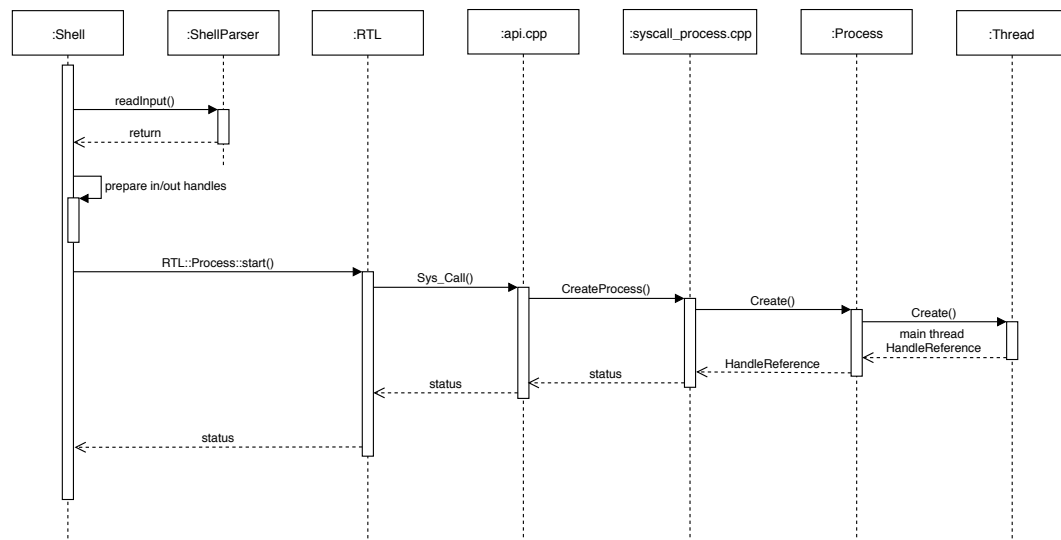 :Shell
:ShellParser
:RTL
:api.cpp
:syscall_process.cpp
:Process
:Thread
readInput()
return
prepare in/out handles
RTL::Process::start()
Sys_Call()
CreateProcess()
Create()
Create()
main thread
HandleReference
HandleReference
status
status
status